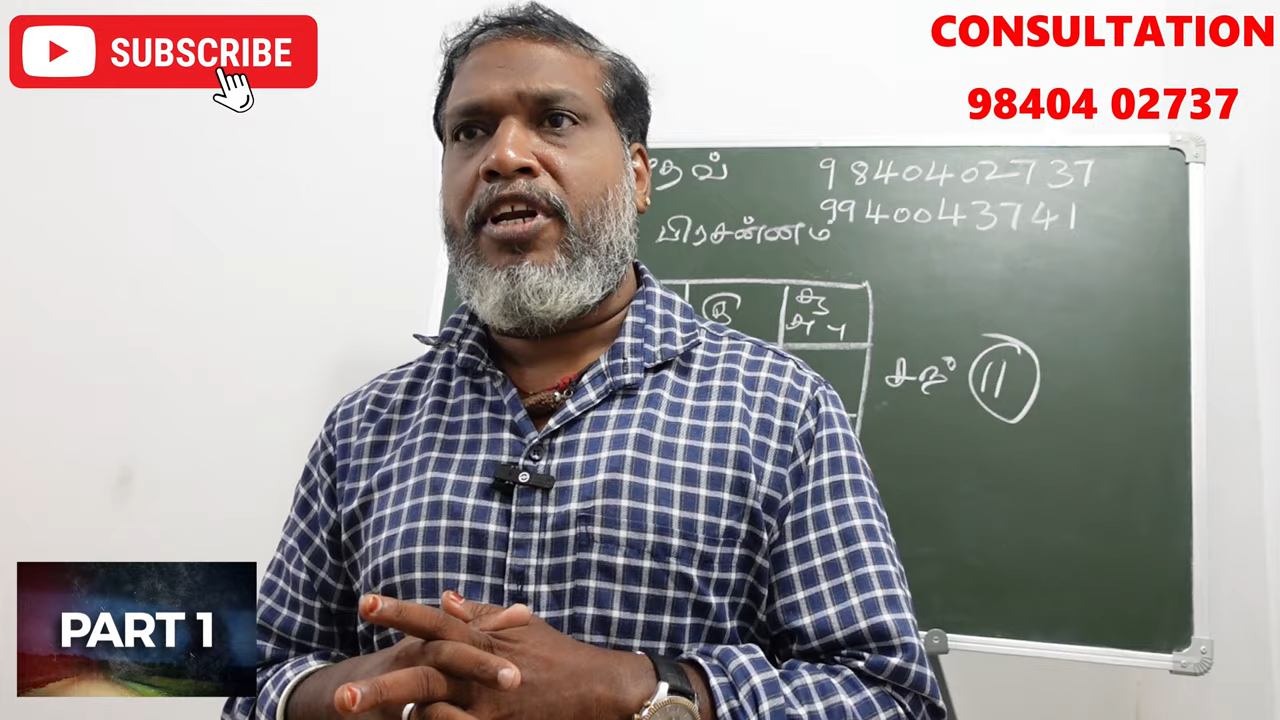 SUBSCRIBE
CONSULTATION
98404 02737
தேவ் 9840402737
பிரசன்னம் 9940043741
குரு
11
PART 1